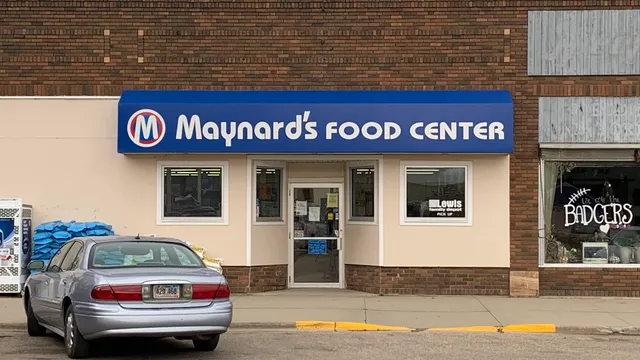 M Maynard's FOOD CENTER
Lewis
PICK UP
BADGERS